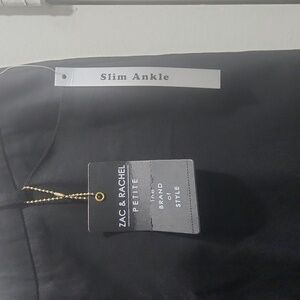 Slim Ankle
ZAC & RACHEL
PETITE
the
BRAND
of
STYLE